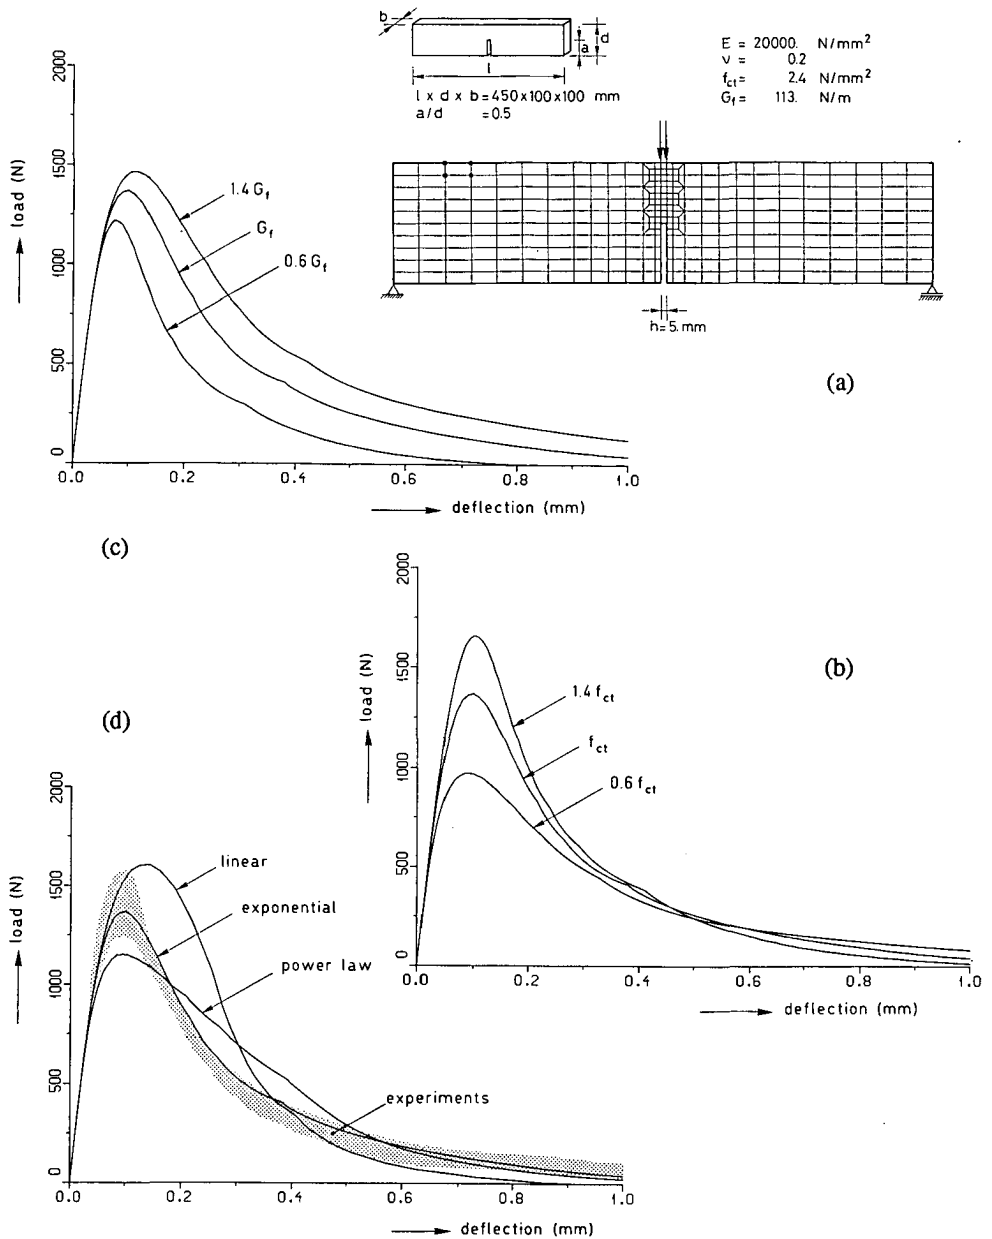 b
d
a
l
l x d x b = 450x100x100 mm
a/d = 0.5
E = 20000. N/mm²
ν = 0.2
f_ct = 2.4 N/mm²
G_f = 113. N/m
h = 5. mm
(a)
load (N)
2000
1500
1000
500
0
1.4 G_f
G_f
0.6 G_f
0.0 0.2 0.4 0.6 0.8 1.0
deflection (mm)
(c)
load (N)
2000
1500
1000
500
0
1.4 f_ct
f_ct
0.6 f_ct
0.0 0.2 0.4 0.6 0.8 1.0
deflection (mm)
(b)
(d)
load (N)
2000
1500
1000
500
0
linear
exponential
power law
experiments
0.0 0.2 0.4 0.6 0.8 1.0
deflection (mm)